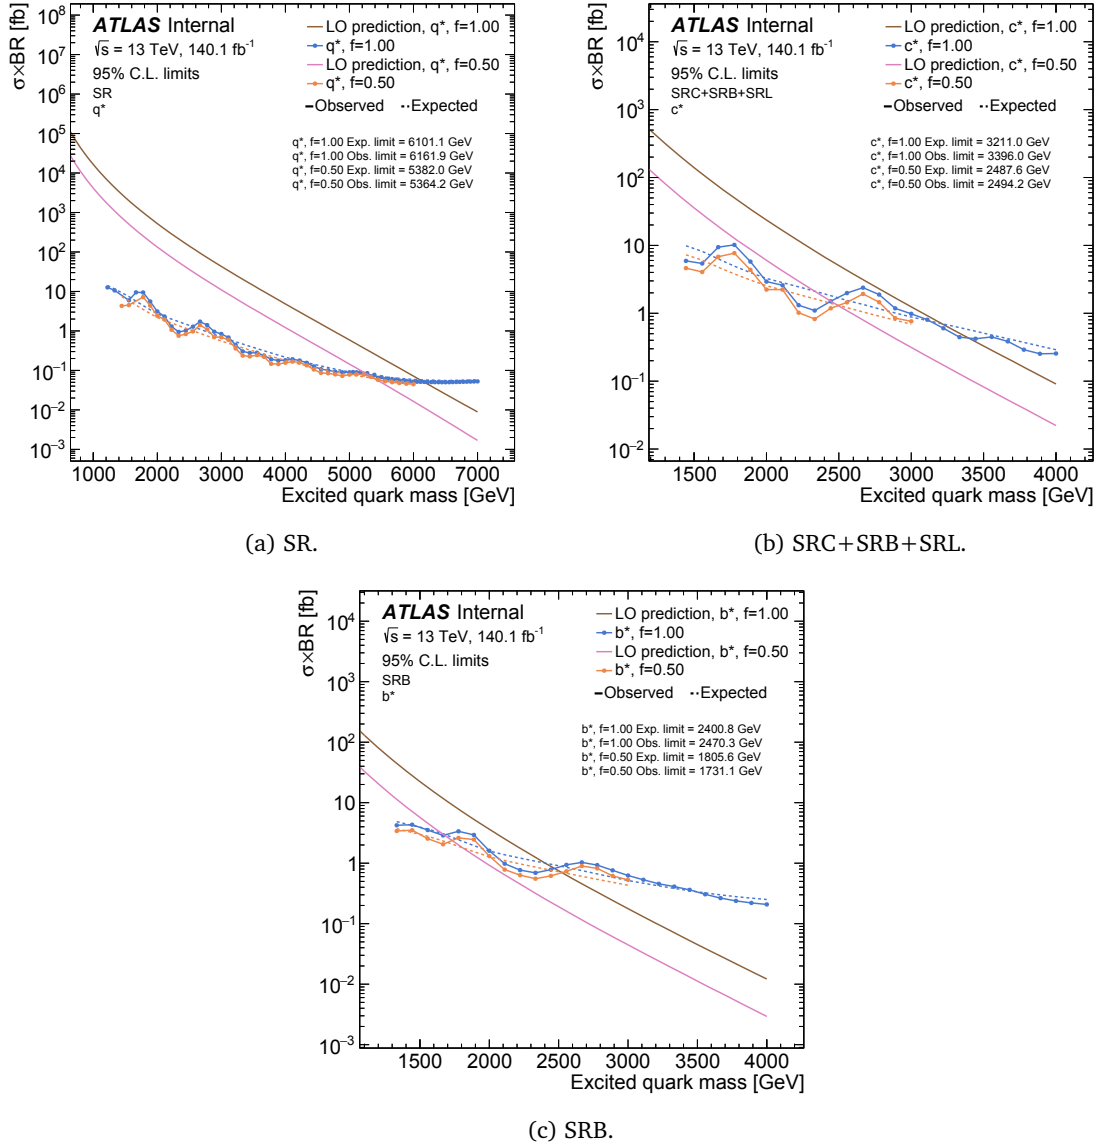 ATLAS Internal
√s = 13 TeV, 140.1 fb⁻¹
95% C.L. limits
SR
q*
LO prediction, q*, f=1.00
q*, f=1.00
LO prediction, q*, f=0.50
q*, f=0.50
Observed Expected
q*, f=1.00 Exp. limit = 6101.1 GeV
q*, f=1.00 Obs. limit = 6161.9 GeV
q*, f=0.50 Exp. limit = 5382.0 GeV
q*, f=0.50 Obs. limit = 5364.2 GeV
σ×BR [fb]
10⁸
10⁷
10⁶
10⁵
10⁴
10³
10²
10
1
10⁻¹
10⁻²
10⁻³
1000 2000 3000 4000 5000 6000 7000
Excited quark mass [GeV]
(a) SR.
ATLAS Internal
√s = 13 TeV, 140.1 fb⁻¹
95% C.L. limits
SRC+SRB+SRL
c*
LO prediction, c*, f=1.00
c*, f=1.00
LO prediction, c*, f=0.50
c*, f=0.50
Observed Expected
c*, f=1.00 Exp. limit = 3211.0 GeV
c*, f=1.00 Obs. limit = 3396.0 GeV
c*, f=0.50 Exp. limit = 2487.6 GeV
c*, f=0.50 Obs. limit = 2494.2 GeV
σ×BR [fb]
10⁴
10³
10²
10
1
10⁻¹
10⁻²
1500 2000 2500 3000 3500 4000
Excited quark mass [GeV]
(b) SRC+SRB+SRL.
ATLAS Internal
√s = 13 TeV, 140.1 fb⁻¹
95% C.L. limits
SRB
b*
LO prediction, b*, f=1.00
b*, f=1.00
LO prediction, b*, f=0.50
b*, f=0.50
Observed Expected
b*, f=1.00 Exp. limit = 2400.8 GeV
b*, f=1.00 Obs. limit = 2470.3 GeV
b*, f=0.50 Exp. limit = 1805.6 GeV
b*, f=0.50 Obs. limit = 1731.1 GeV
σ×BR [fb]
10⁴
10³
10²
10
1
10⁻¹
10⁻²
10⁻³
1500 2000 2500 3000 3500 4000
Excited quark mass [GeV]
(c) SRB.